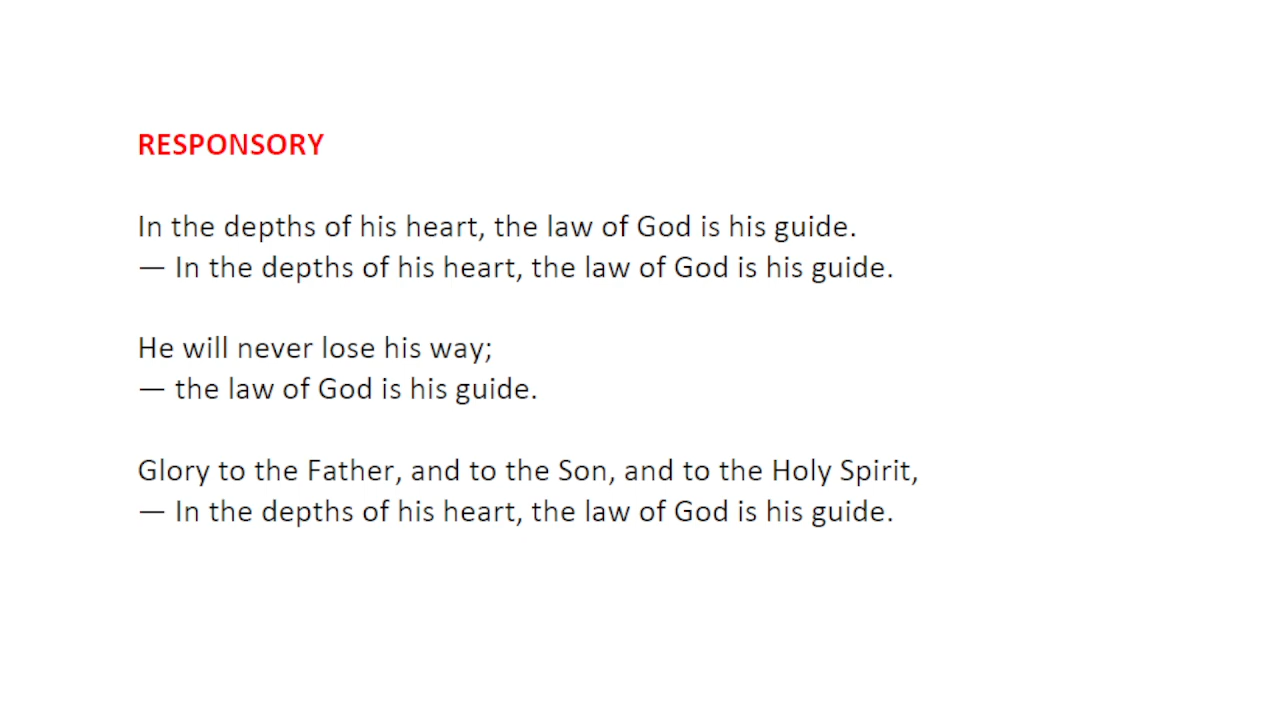 RESPONSORY
In the depths of his heart, the law of God is his guide.
— In the depths of his heart, the law of God is his guide.
He will never lose his way;
— the law of God is his guide.
Glory to the Father, and to the Son, and to the Holy Spirit,
— In the depths of his heart, the law of God is his guide.